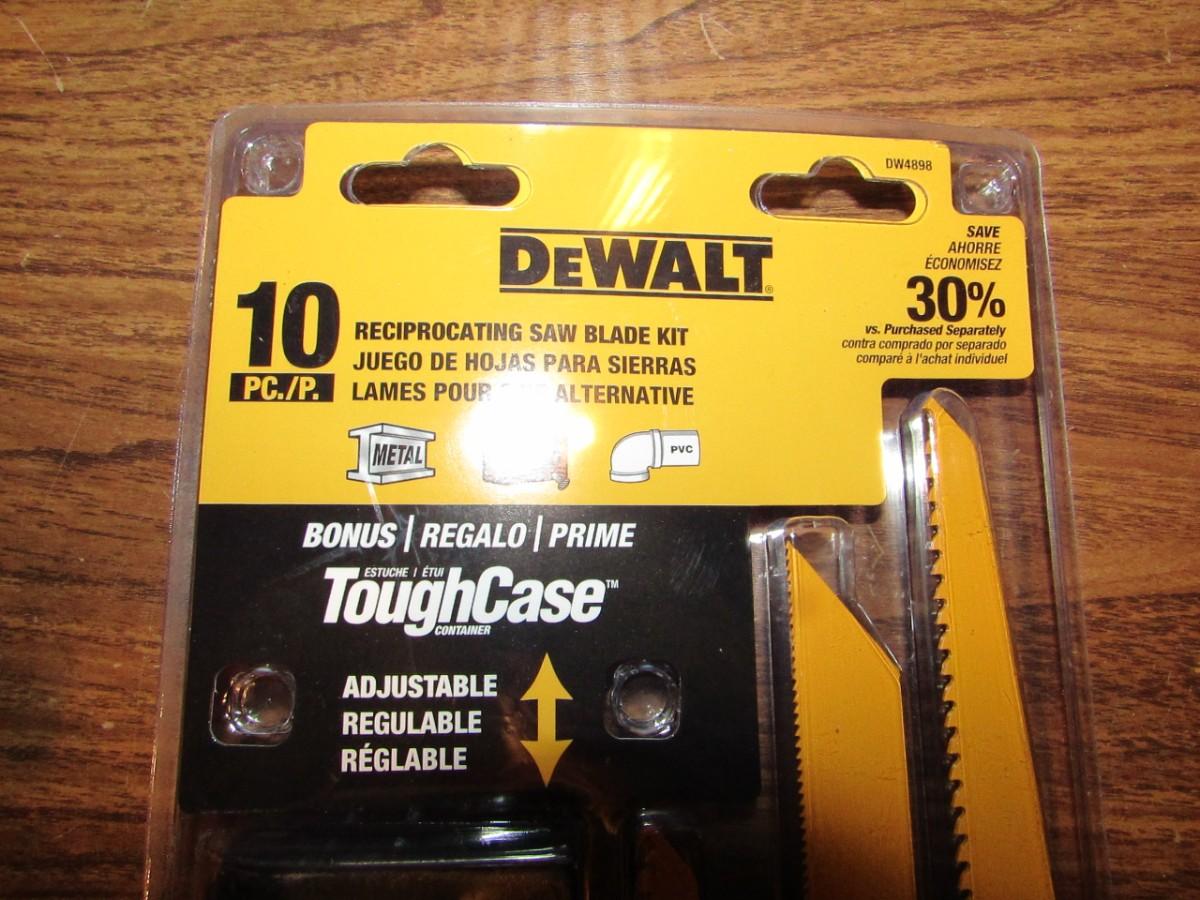 DW4898
DEWALT
SAVE
AHORRE
ÉCONOMISEZ
30%
vs. Purchased Separately
contra comprado por separado
comparé à l'achat individuel
10
PC./P.
RECIPROCATING SAW BLADE KIT
JUEGO DE HOJAS PARA SIERRAS
LAMES POUR ALTERNATIVE
METAL
PVC
BONUS | REGALO | PRIME
ESTUCHE | ÉTUI
ToughCase™
CONTAINER
ADJUSTABLE
REGULABLE
RÉGLABLE